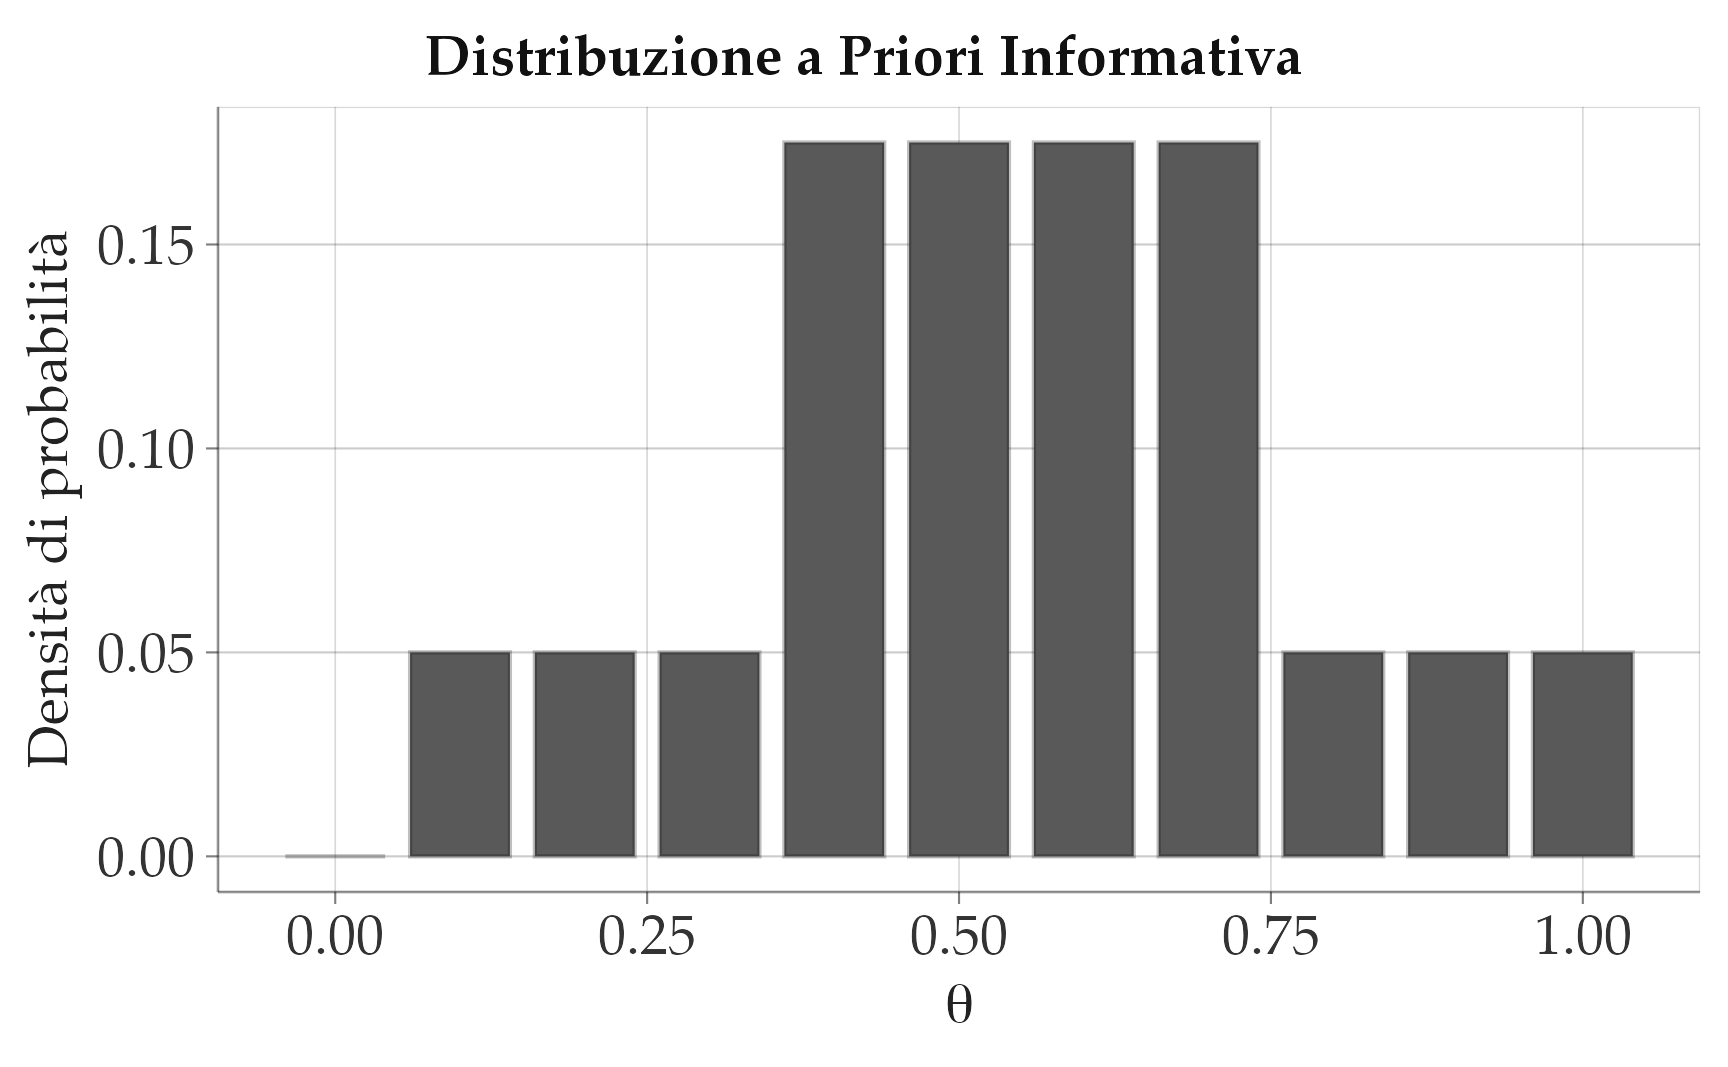 Distribuzione a Priori Informativa
Densità di probabilità
0.15
0.10
0.05
0.00
0.00 0.25 0.50 0.75 1.00
θ